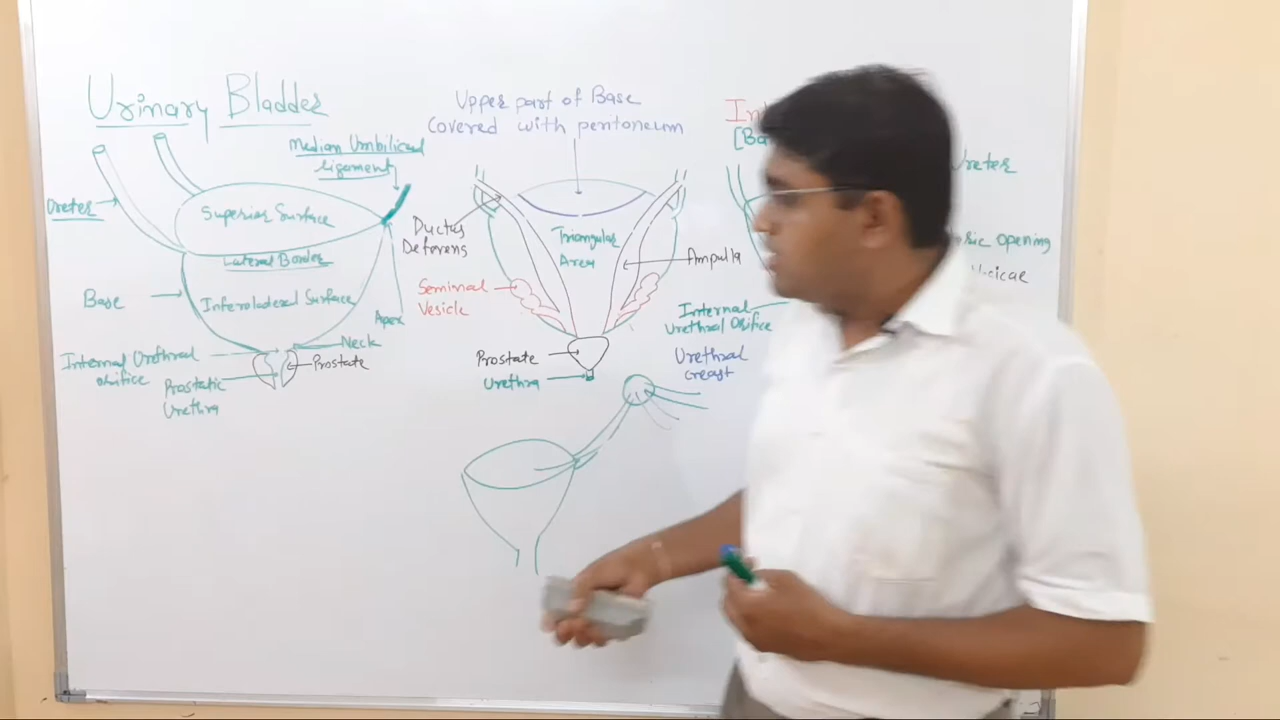 Urinary Bladder
Median Umbilical
ligament
Ureter
Superior Surface
Lateral Border
Base
Inferolateral Surface
Apex
Neck
Internal Urethral
orifice
Prostate
Prostatic
Urethra
Upper part of Base
Covered with peritoneum
Ductus
Deferens
Triangular
Area
Ampulla
Seminal
Vesicle
Prostate
Urethra
Internal
Urethral Orifice
Urethral
crest
Ureter
opening